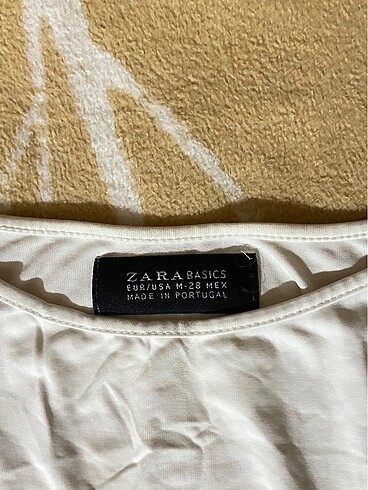 ZARA BASICS
EUR/USA M-28 MEX
MADE IN PORTUGAL